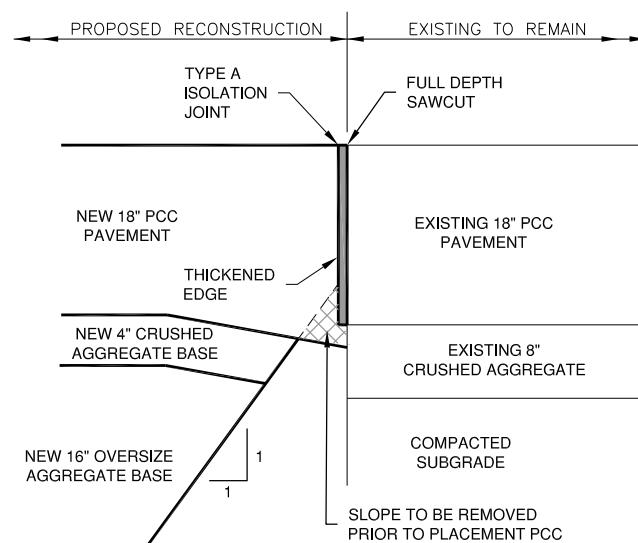 PROPOSED RECONSTRUCTION
EXISTING TO REMAIN
TYPE A
ISOLATION
JOINT
FULL DEPTH
SAWCUT
NEW 18" PCC
PAVEMENT
EXISTING 18" PCC
PAVEMENT
THICKENED
EDGE
NEW 4" CRUSHED
AGGREGATE BASE
EXISTING 8"
CRUSHED AGGREGATE
NEW 16" OVERSIZE
AGGREGATE BASE
1
1
COMPACTED
SUBGRADE
SLOPE TO BE REMOVED
PRIOR TO PLACEMENT PCC